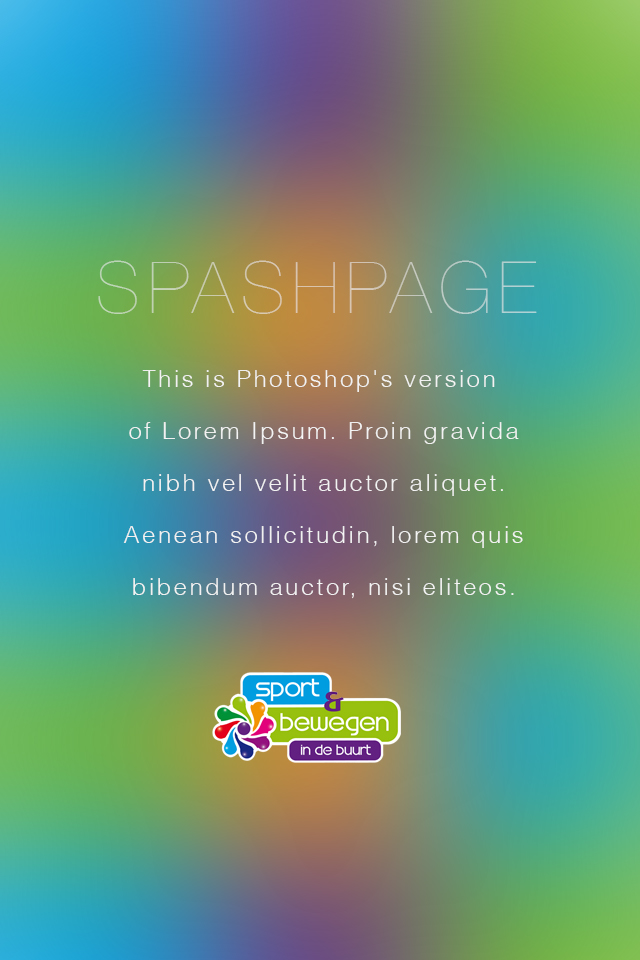 SPASHPAGE
This is Photoshop's version
of Lorem Ipsum. Proin gravida
nibh vel velit auctor aliquet.
Aenean sollicitudin, lorem quis
bibendum auctor, nisi eliteos.
sport
&
bewegen
in de buurt